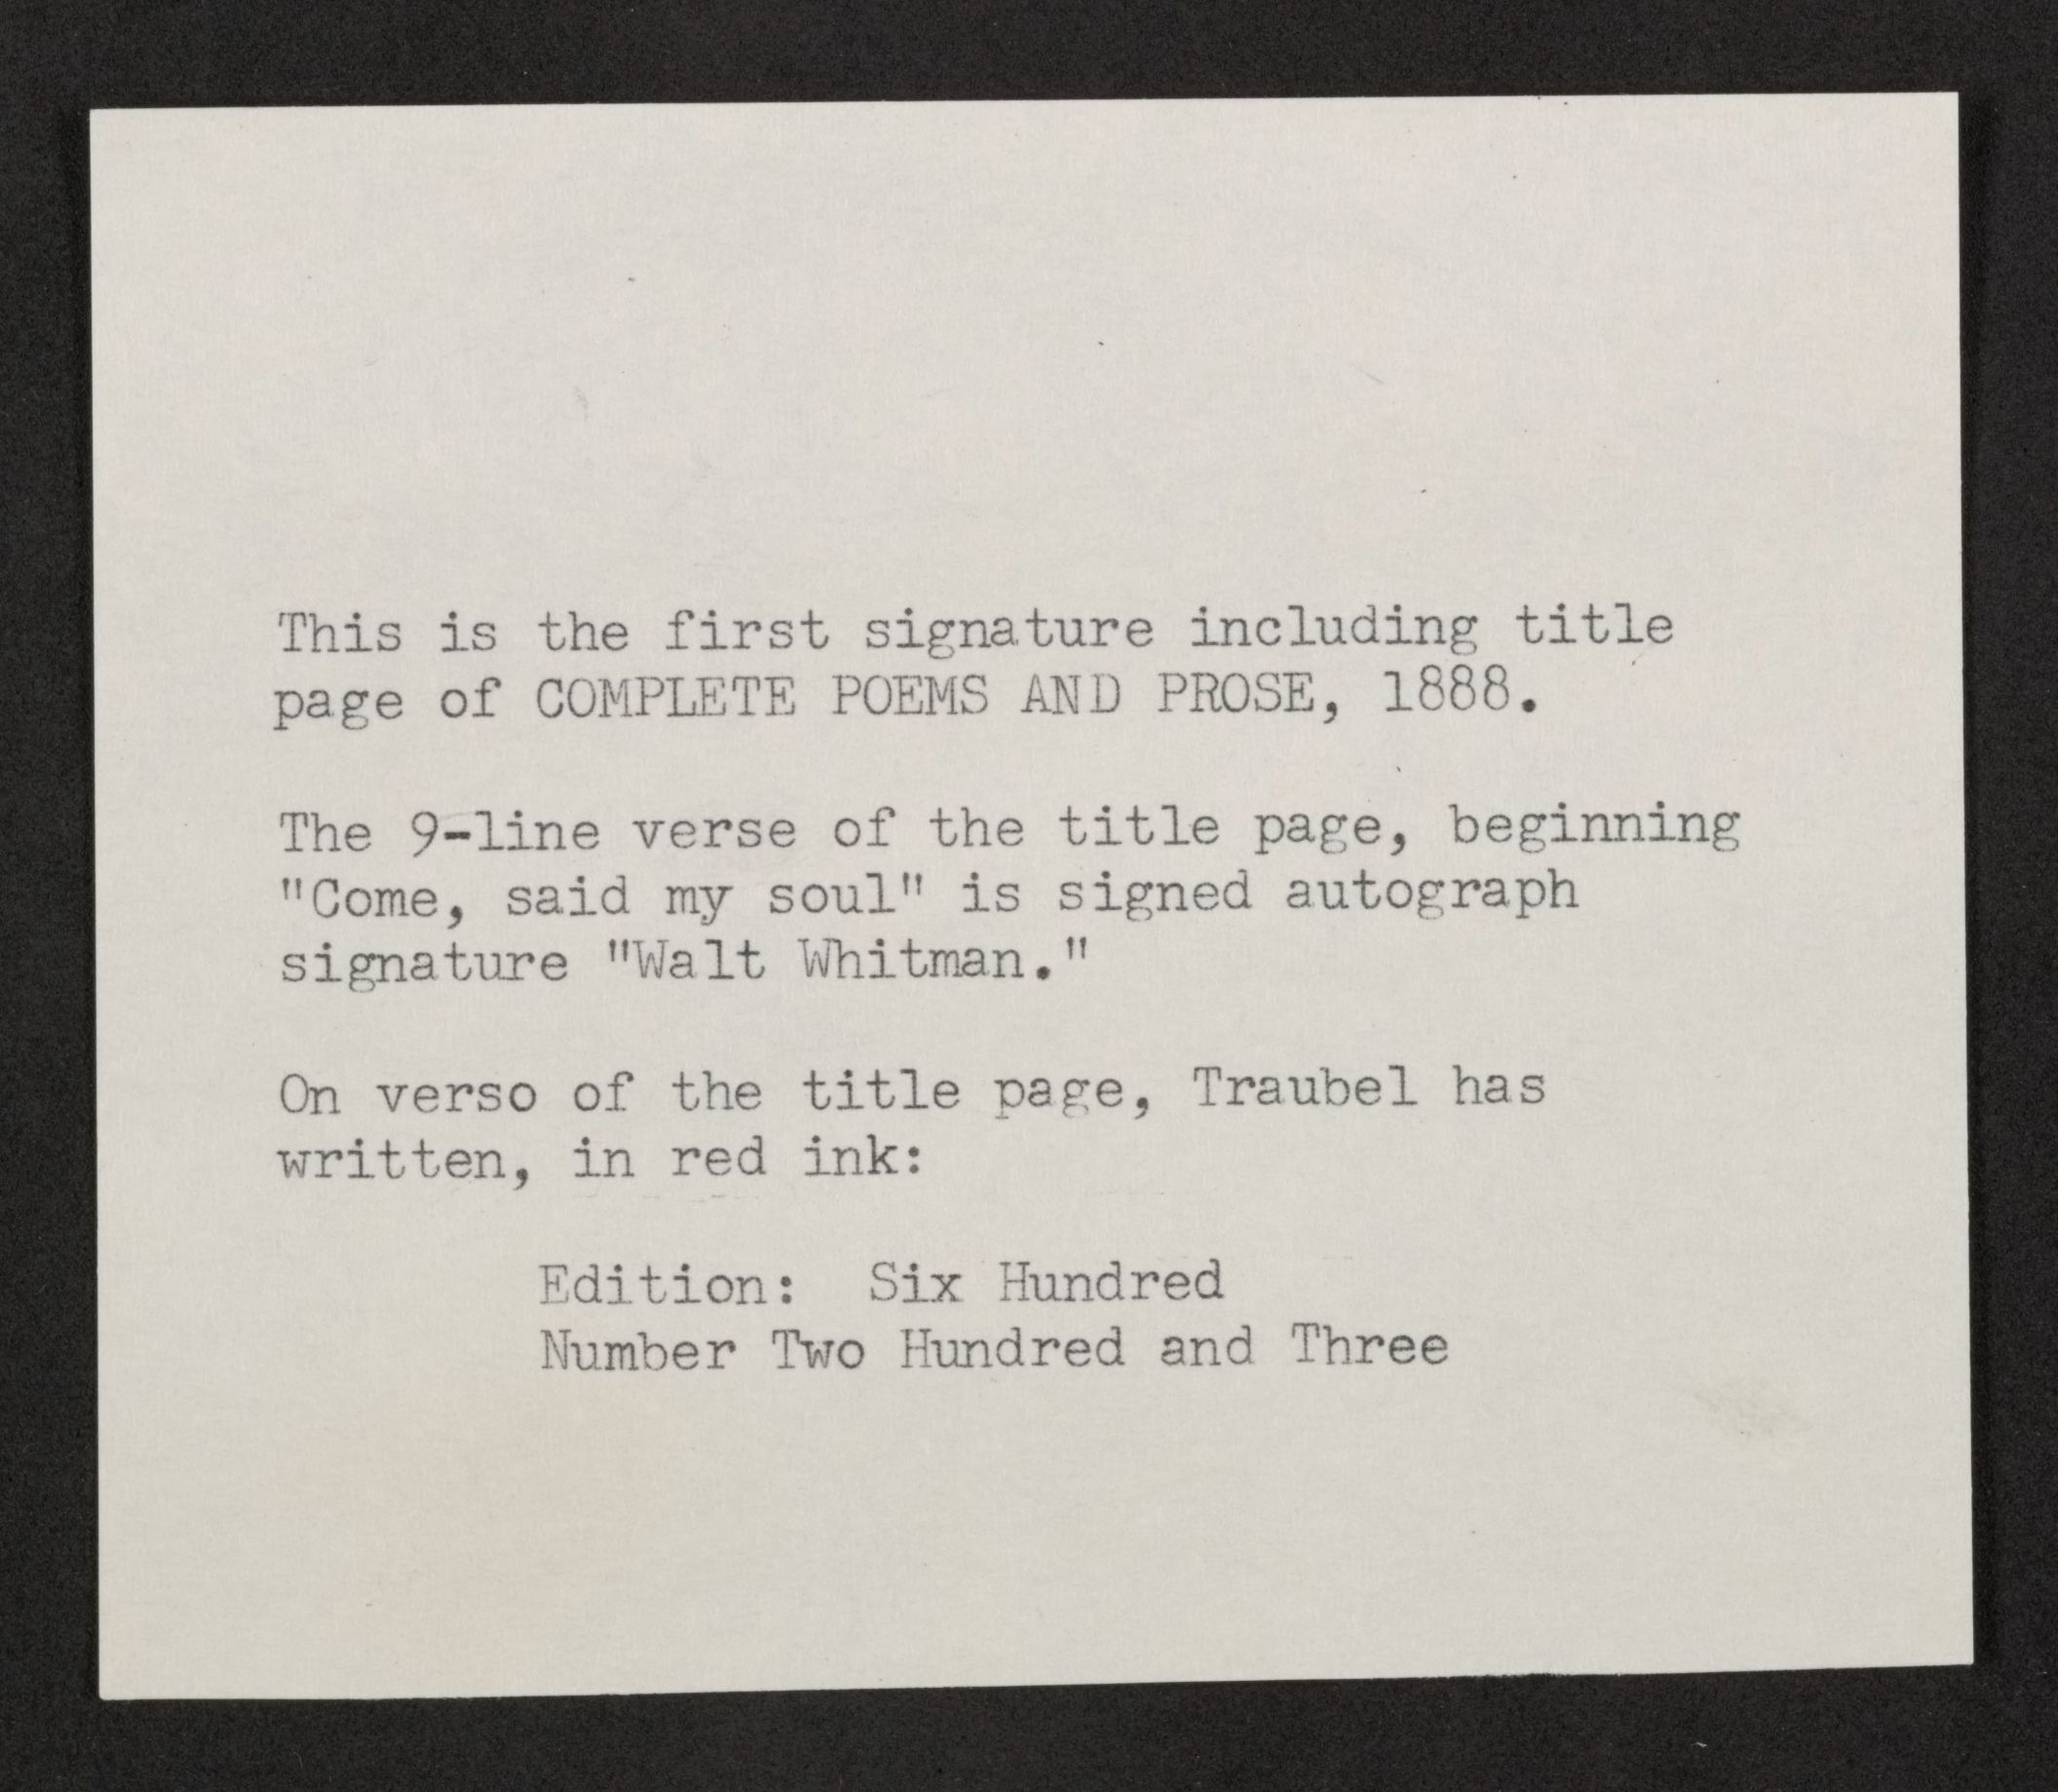 This is the first signature including title
page of COMPLETE POEMS AND PROSE, 1888.
The 9-line verse of the title page, beginning
"Come, said my soul" is signed autograph
signature "Walt Whitman."
On verso of the title page, Traubel has
written, in red ink:
Edition: Six Hundred
Number Two Hundred and Three